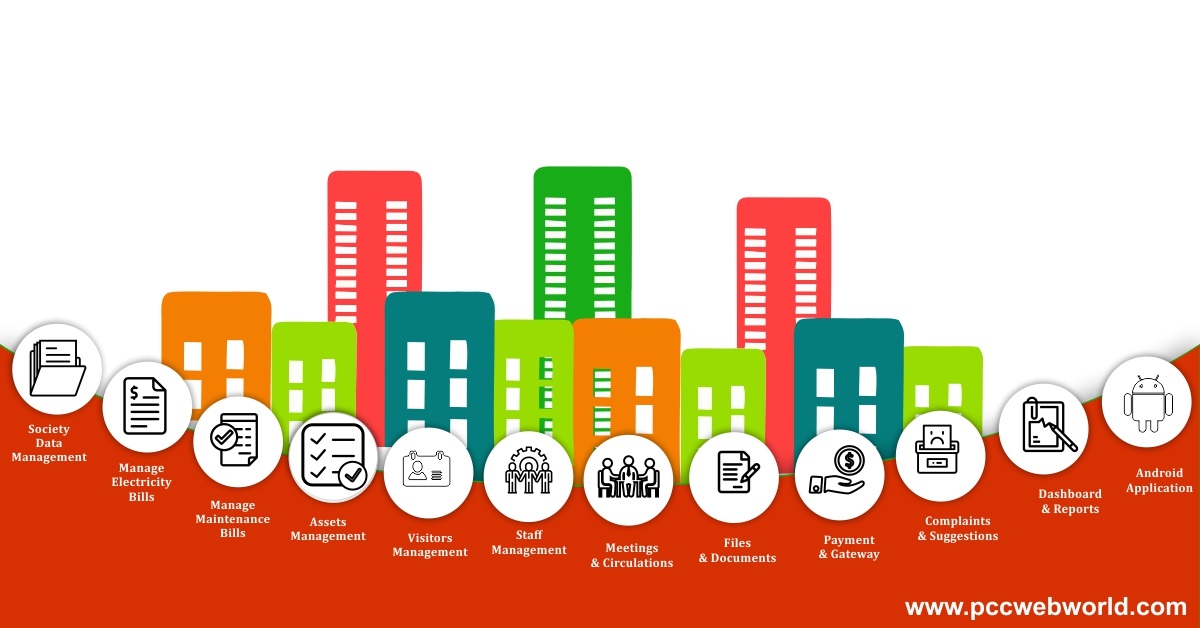 Society
Data
Management
Manage
Electricity
Bills
Manage
Maintenance
Bills
Assets
Management
Visitors
Management
Staff
Management
Meetings
& Circulations
Files
& Documents
Payment
& Gateway
Complaints
& Suggestions
Dashboard
& Reports
Android
Application
$
$
www.pccwebworld.com